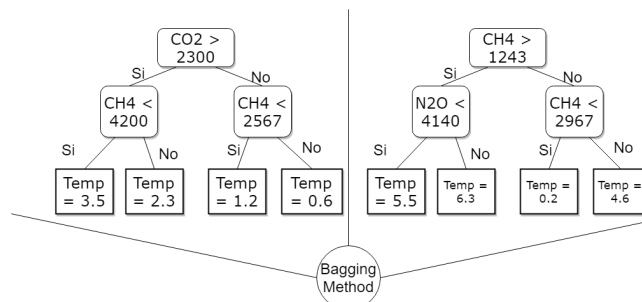 CO2 >
2300
Si
No
CH4 <
4200
CH4 <
2567
Si
No
Si
No
Temp
= 3.5
Temp
= 2.3
Temp
= 1.2
Temp
= 0.6
CH4 >
1243
Si
No
N2O <
4140
CH4 <
2967
Si
No
Si
No
Temp
= 5.5
Temp =
6.3
Temp =
0.2
Temp =
4.6
Bagging
Method